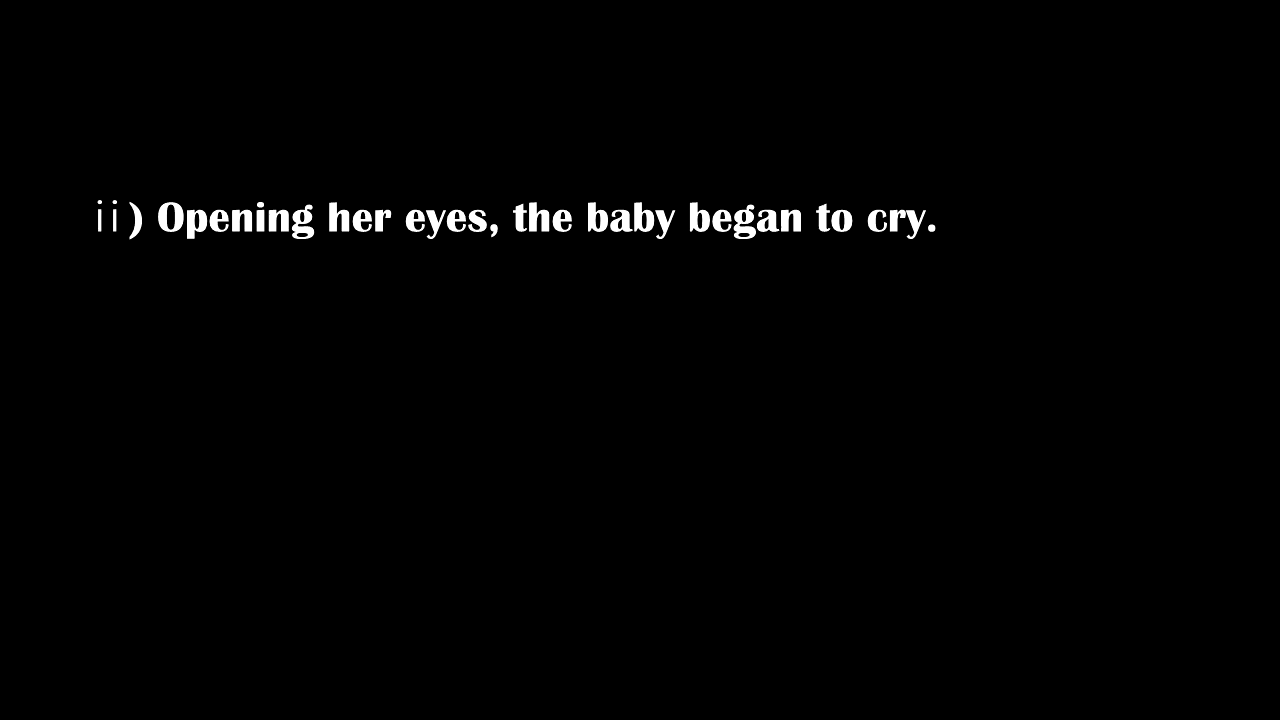 ii) Opening her eyes, the baby began to cry.